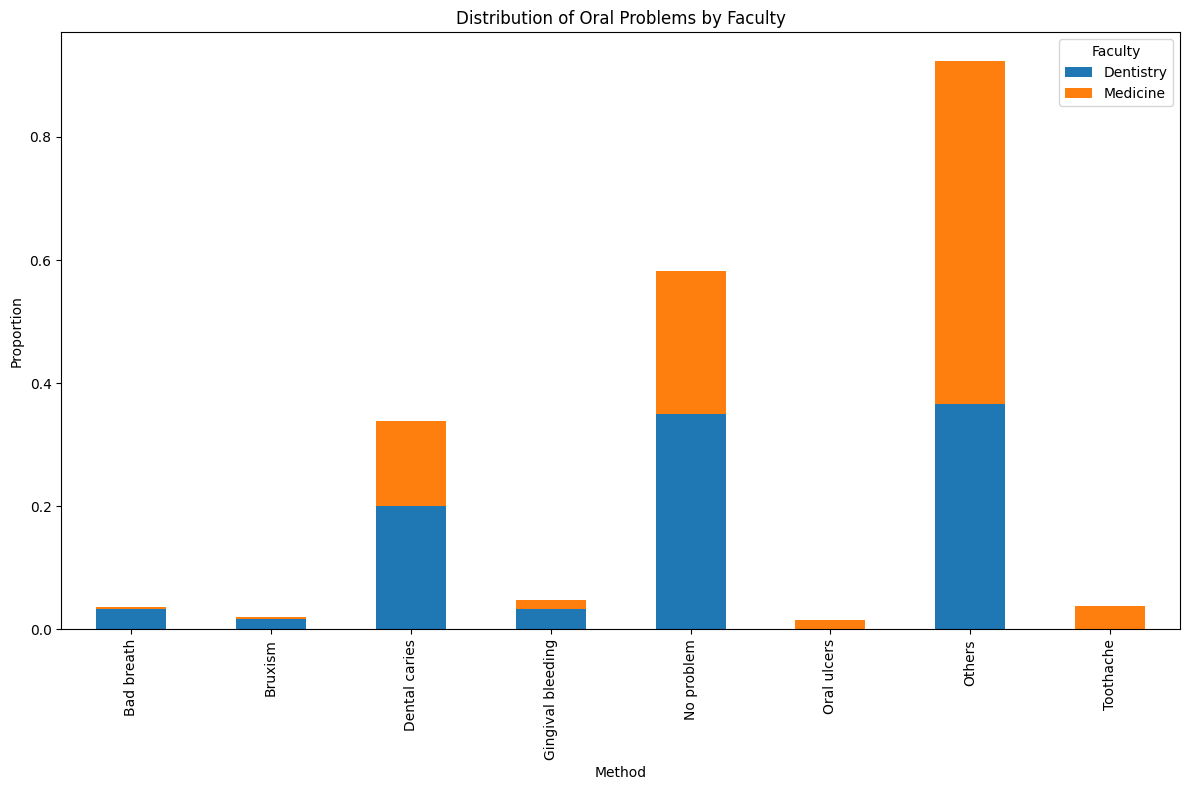 Distribution of Oral Problems by Faculty
Faculty
Dentistry
Medicine
Proportion
0.8
0.6
0.4
0.2
0.0
Bad breath
Bruxism
Dental caries
Gingival bleeding
No problem
Oral ulcers
Others
Toothache
Method